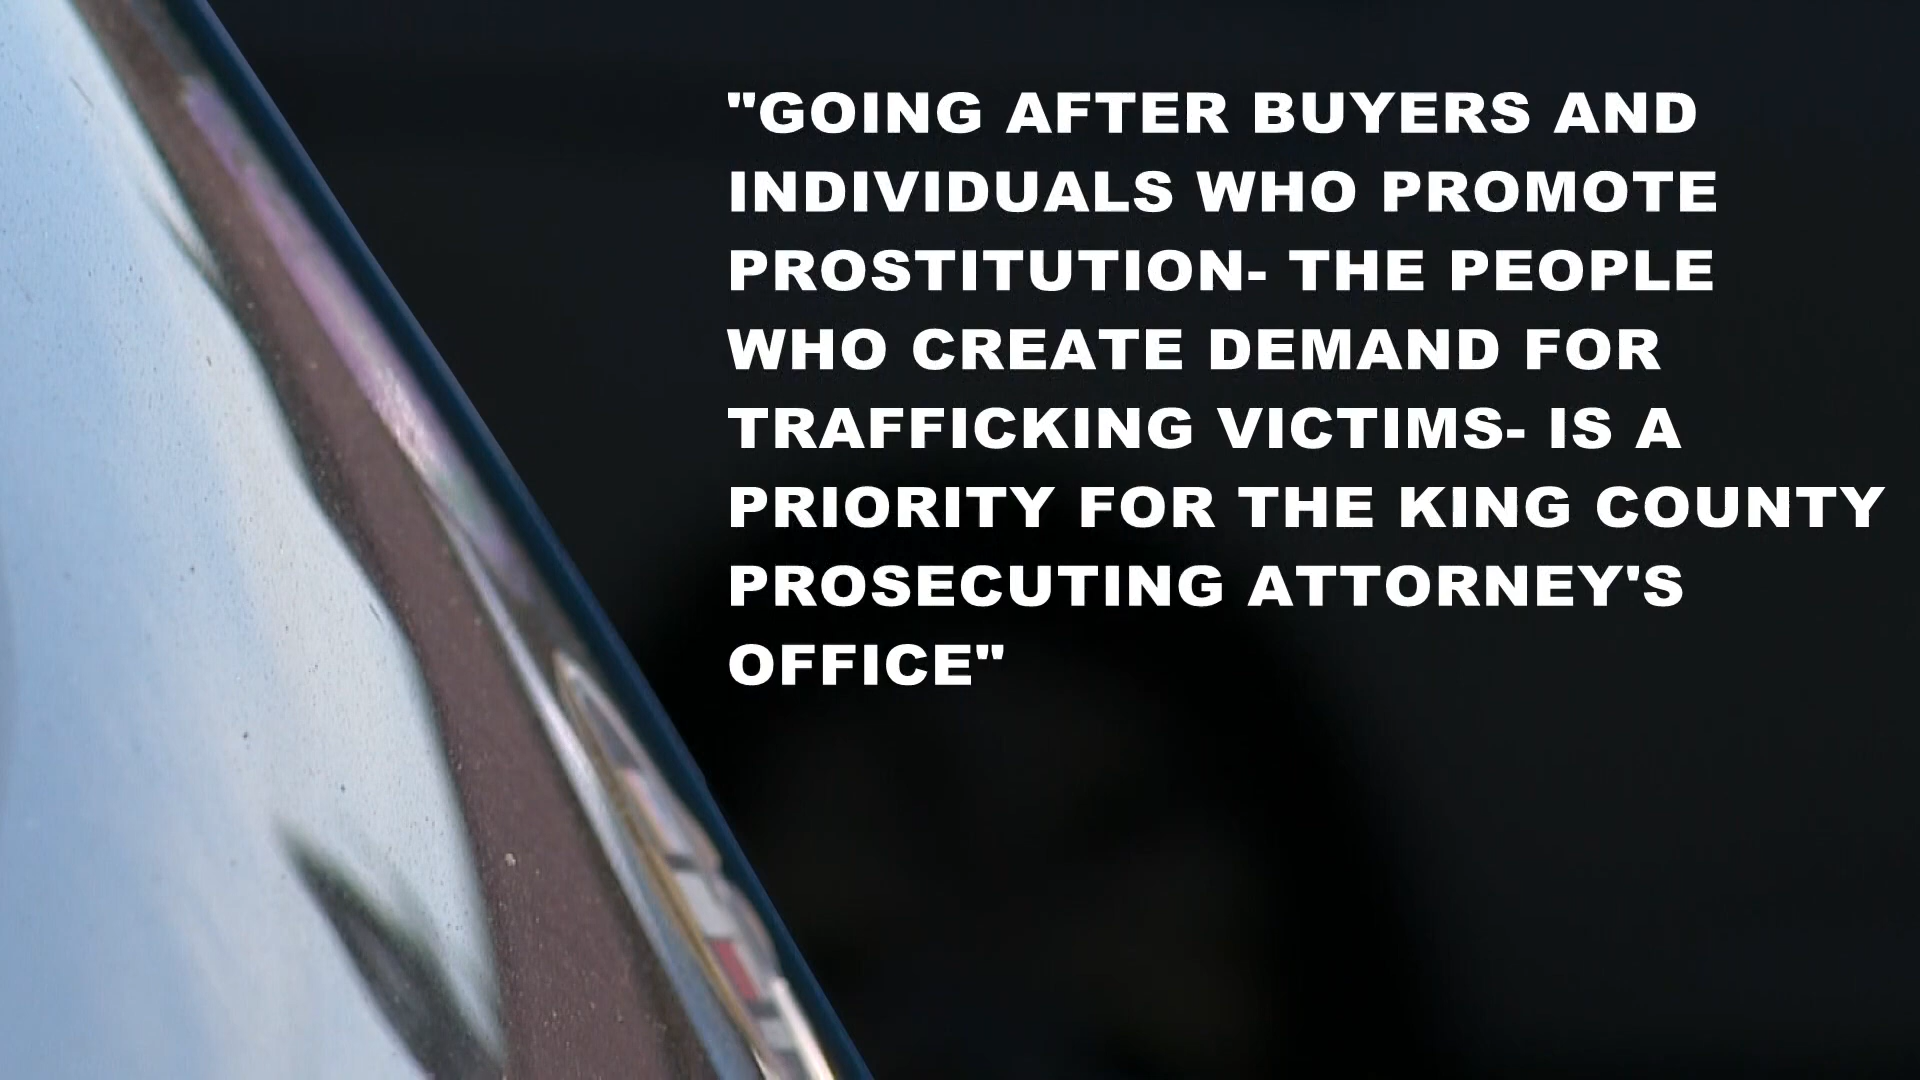 "GOING AFTER BUYERS AND
INDIVIDUALS WHO PROMOTE
PROSTITUTION- THE PEOPLE
WHO CREATE DEMAND FOR
TRAFFICKING VICTIMS- IS A
PRIORITY FOR THE KING COUNTY
PROSECUTING ATTORNEY'S
OFFICE"